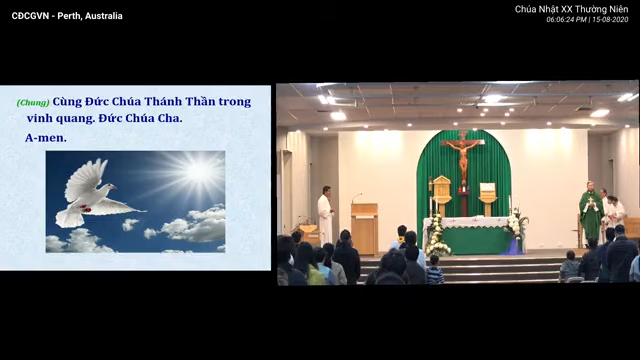 CĐCGVN - Perth, Australia
Chúa Nhật XX Thường Niên
06:06:24 PM | 15-08-2020
(Chung) Cùng Đức Chúa Thánh Thần trong
vinh quang. Đức Chúa Cha.
A-men.